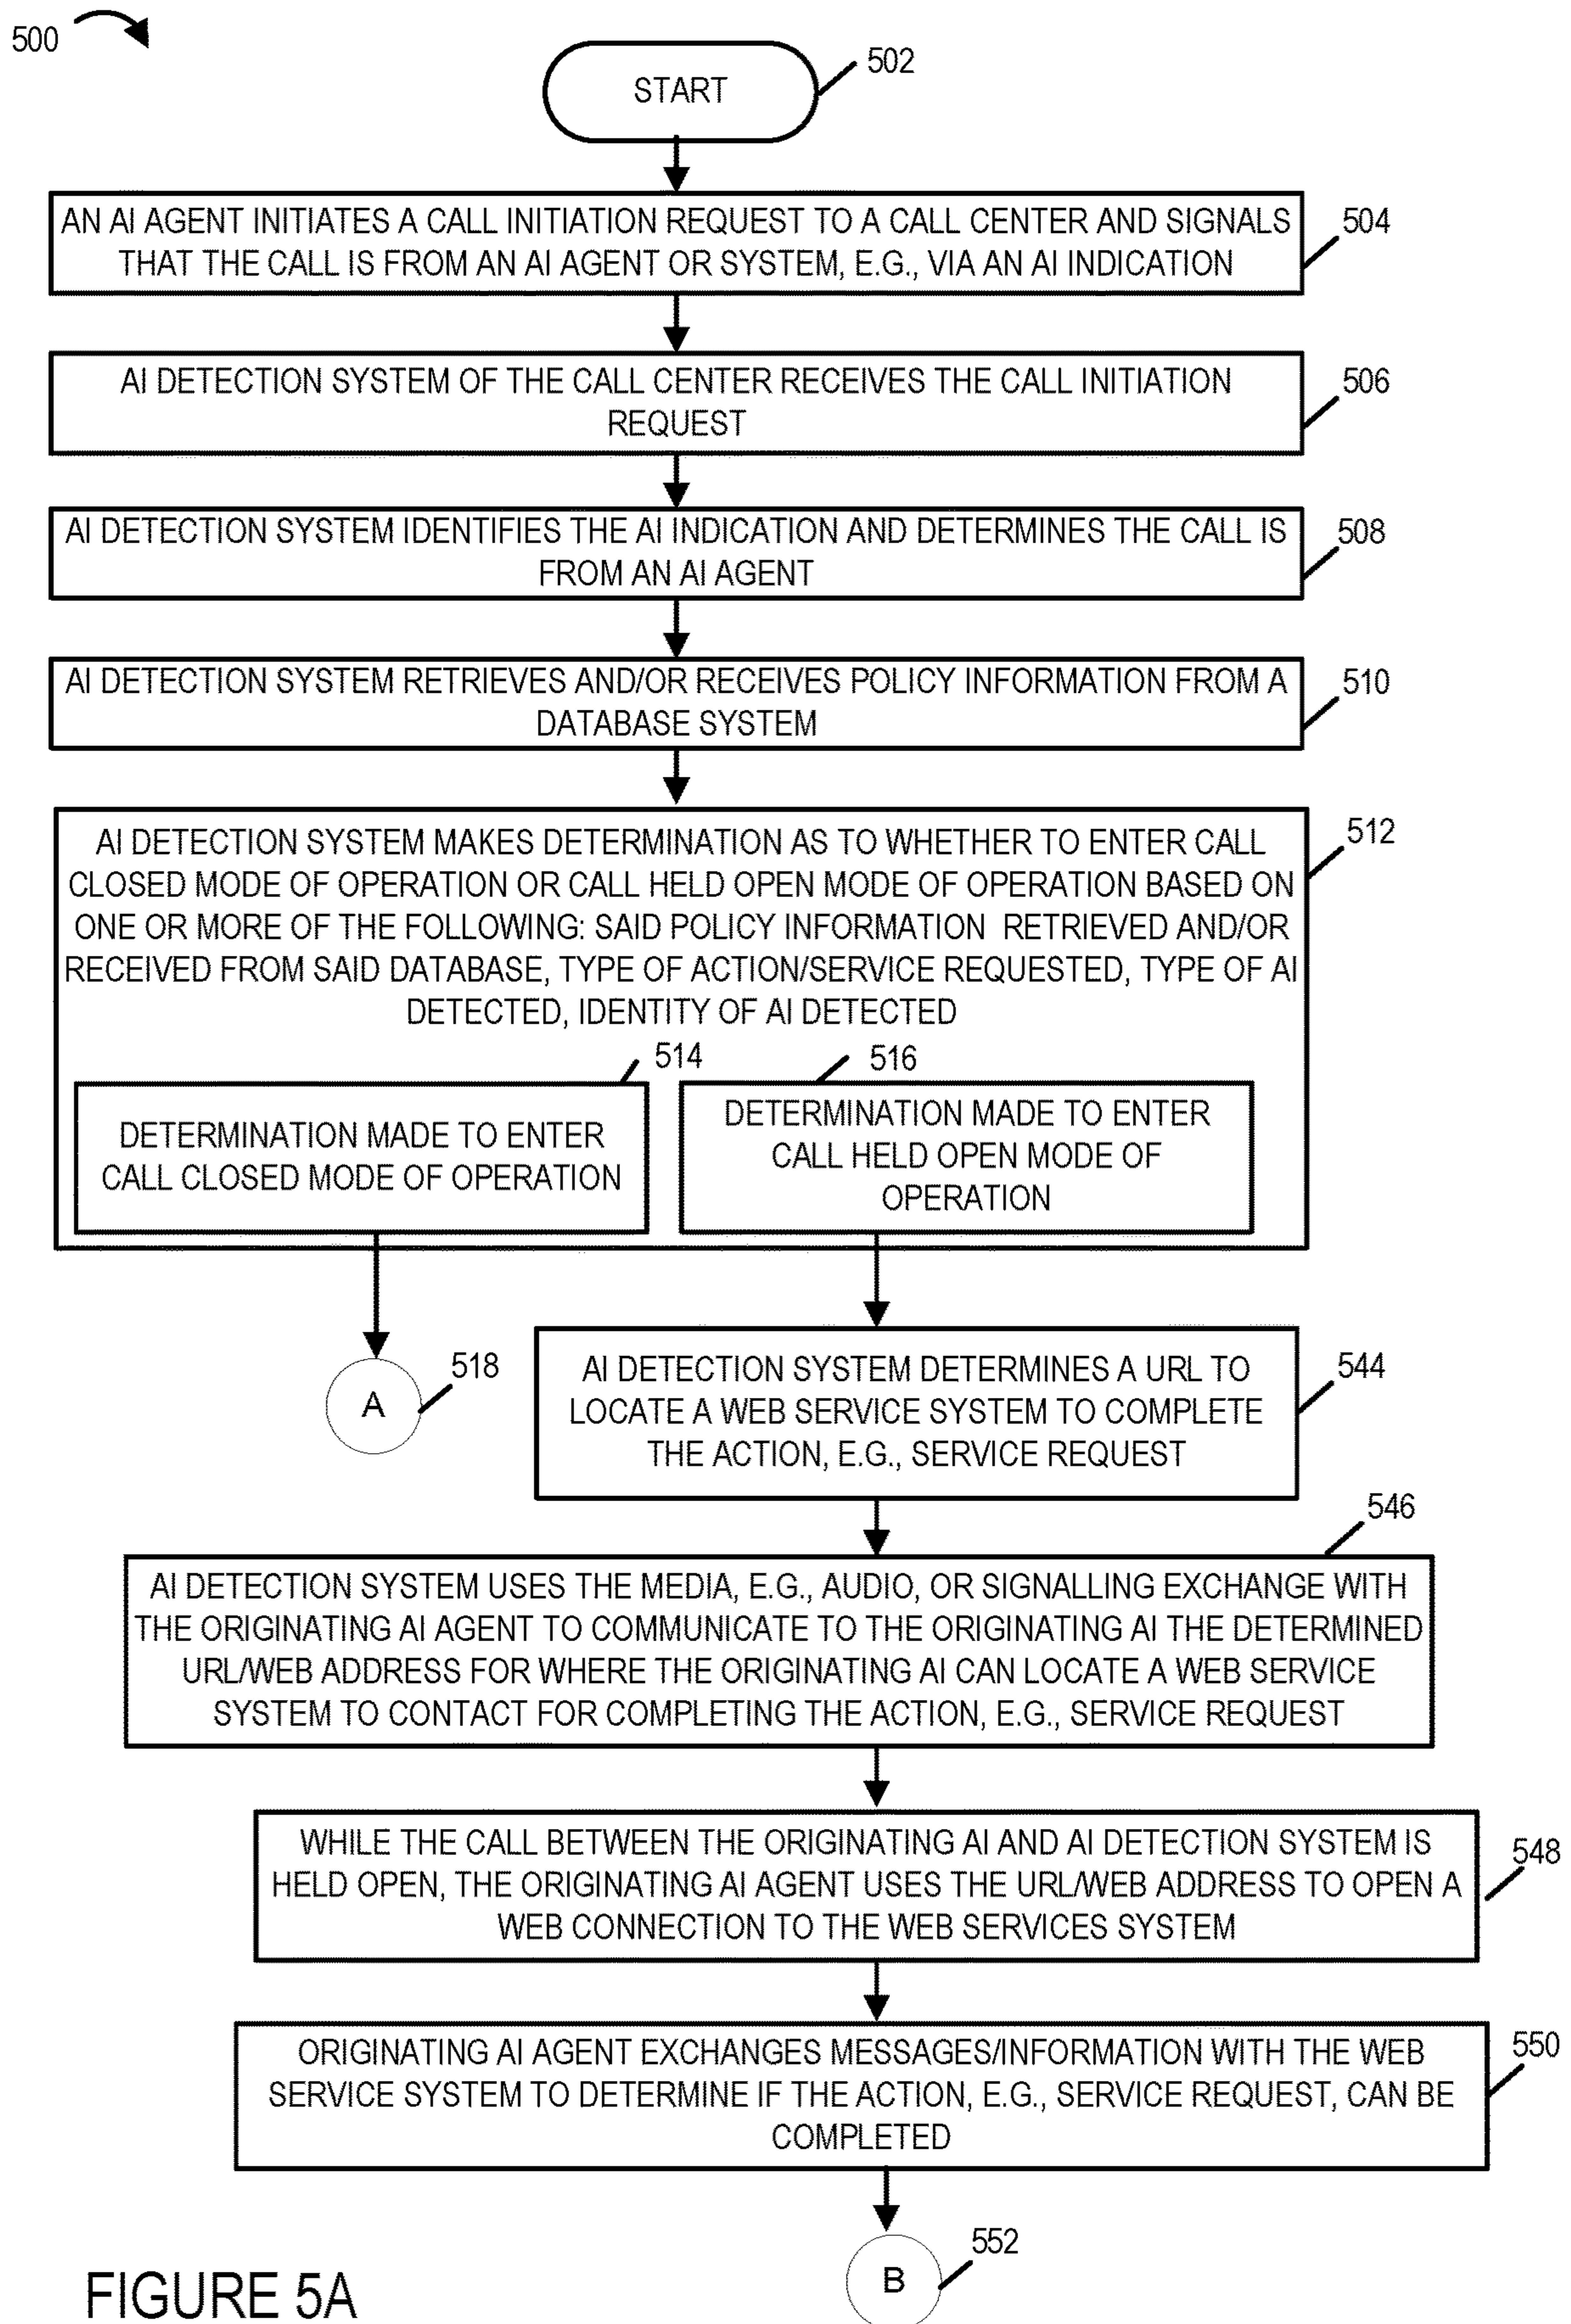 500
START
502
AN AI AGENT INITIATES A CALL INITIATION REQUEST TO A CALL CENTER AND SIGNALS
THAT THE CALL IS FROM AN AI AGENT OR SYSTEM, E.G., VIA AN AI INDICATION
504
AI DETECTION SYSTEM OF THE CALL CENTER RECEIVES THE CALL INITIATION
REQUEST
506
AI DETECTION SYSTEM IDENTIFIES THE AI INDICATION AND DETERMINES THE CALL IS
FROM AN AI AGENT
508
AI DETECTION SYSTEM RETRIEVES AND/OR RECEIVES POLICY INFORMATION FROM A
DATABASE SYSTEM
510
AI DETECTION SYSTEM MAKES DETERMINATION AS TO WHETHER TO ENTER CALL
CLOSED MODE OF OPERATION OR CALL HELD OPEN MODE OF OPERATION BASED ON
ONE OR MORE OF THE FOLLOWING: SAID POLICY INFORMATION RETRIEVED AND/OR
RECEIVED FROM SAID DATABASE, TYPE OF ACTION/SERVICE REQUESTED, TYPE OF AI
DETECTED, IDENTITY OF AI DETECTED
512
514
DETERMINATION MADE TO ENTER
CALL CLOSED MODE OF OPERATION
516
DETERMINATION MADE TO ENTER
CALL HELD OPEN MODE OF
OPERATION
A
518
AI DETECTION SYSTEM DETERMINES A URL TO
LOCATE A WEB SERVICE SYSTEM TO COMPLETE
THE ACTION, E.G., SERVICE REQUEST
544
546
AI DETECTION SYSTEM USES THE MEDIA, E.G., AUDIO, OR SIGNALLING EXCHANGE WITH
THE ORIGINATING AI AGENT TO COMMUNICATE TO THE ORIGINATING AI THE DETERMINED
URL/WEB ADDRESS FOR WHERE THE ORIGINATING AI CAN LOCATE A WEB SERVICE
SYSTEM TO CONTACT FOR COMPLETING THE ACTION, E.G., SERVICE REQUEST
WHILE THE CALL BETWEEN THE ORIGINATING AI AND AI DETECTION SYSTEM IS
HELD OPEN, THE ORIGINATING AI AGENT USES THE URL/WEB ADDRESS TO OPEN A
WEB CONNECTION TO THE WEB SERVICES SYSTEM
548
ORIGINATING AI AGENT EXCHANGES MESSAGES/INFORMATION WITH THE WEB
SERVICE SYSTEM TO DETERMINE IF THE ACTION, E.G., SERVICE REQUEST, CAN BE
COMPLETED
550
B
552
FIGURE 5A